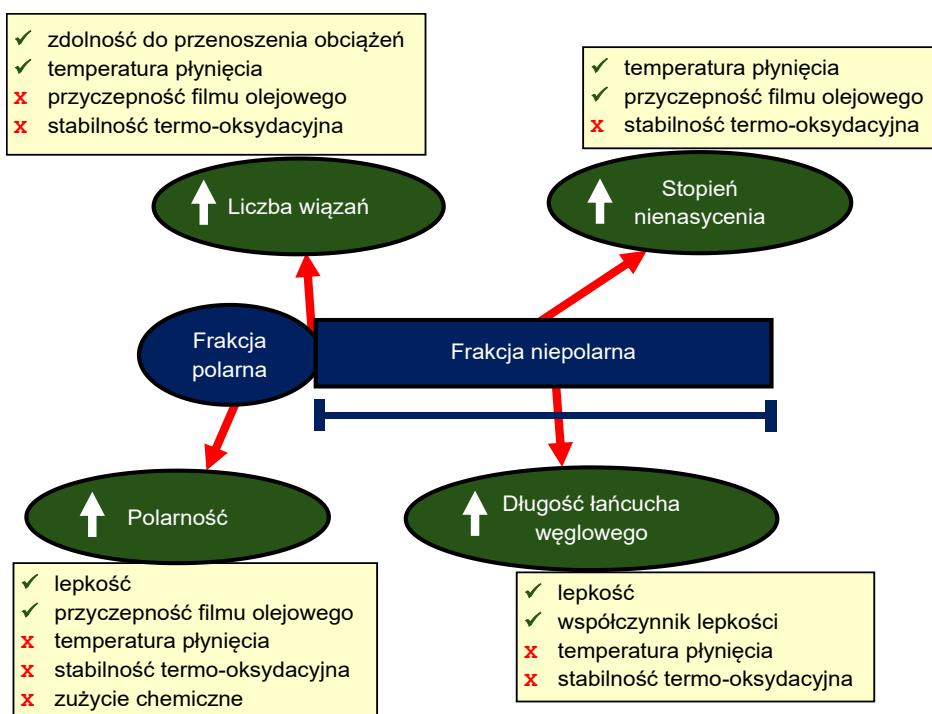 ✓ zdolność do przenoszenia obciążeń
✓ temperatura płynięcia
x przyczepność filmu olejowego
x stabilność termo-oksydacyjna
✓ temperatura płynięcia
✓ przyczepność filmu olejowego
x stabilność termo-oksydacyjna
Liczba wiązań
Stopień
nienasycenia
Frakcja
polarna
Frakcja niepolarna
Polarność
Długość łańcucha
węglowego
✓ lepkość
✓ przyczepność filmu olejowego
x temperatura płynięcia
x stabilność termo-oksydacyjna
x zużycie chemiczne
✓ lepkość
✓ współczynnik lepkości
x temperatura płynięcia
x stabilność termo-oksydacyjna